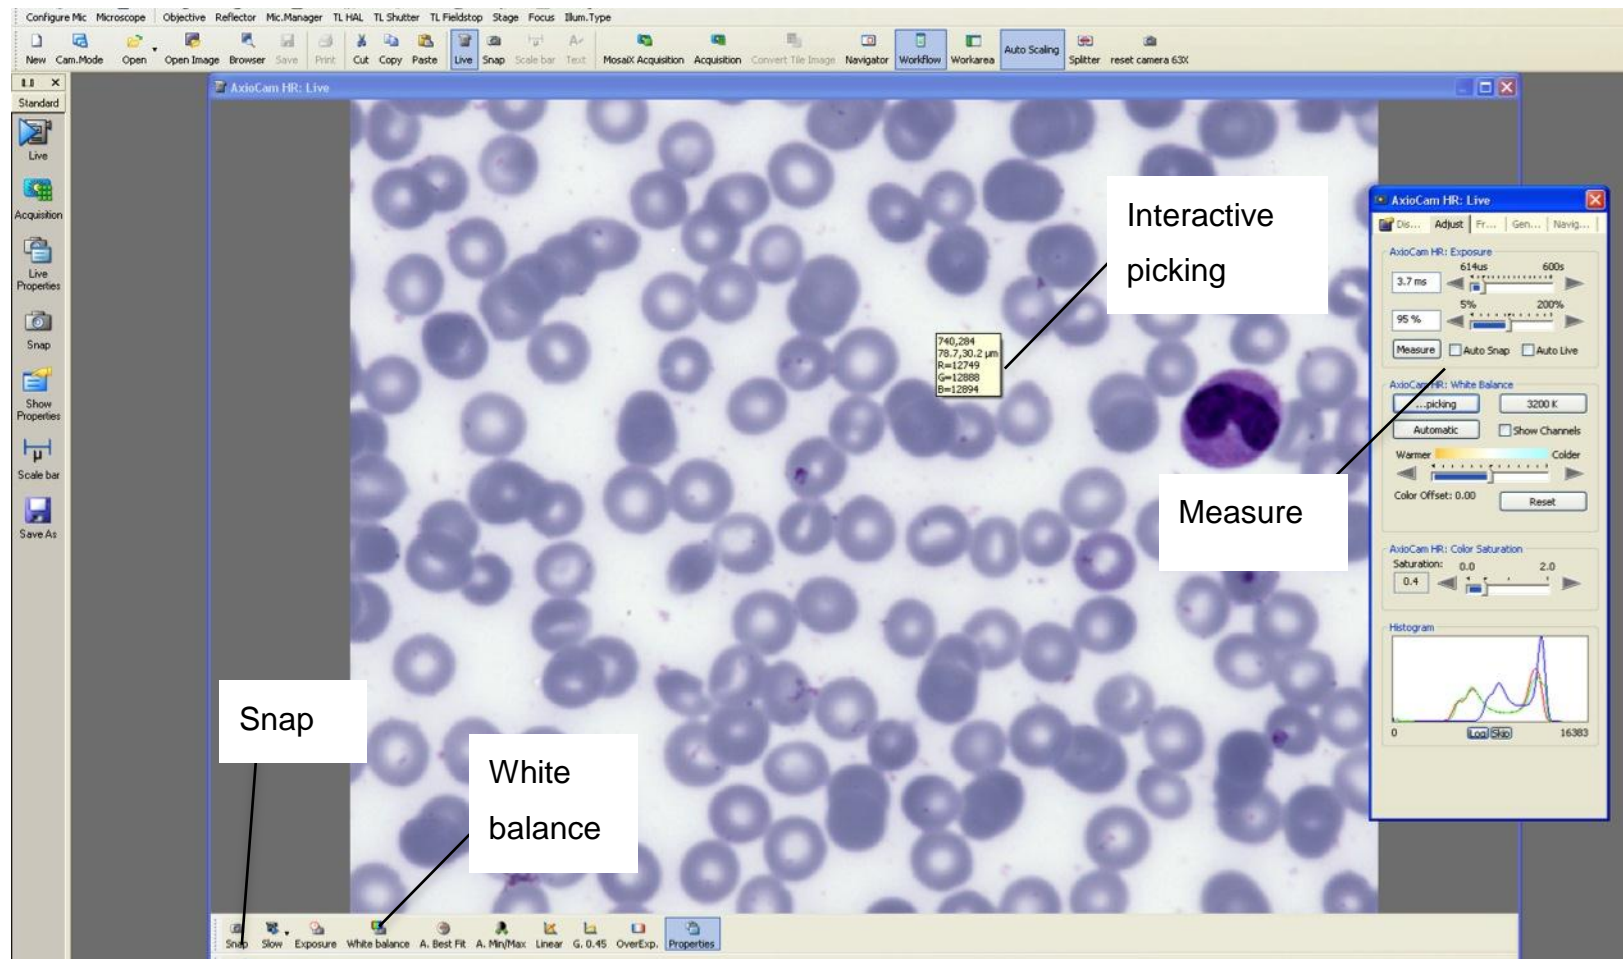 Configure Mic Microscope Objective Reflector Mic.Manager TL HAL TL Shutter TL Fieldstop Stage Focus Illum.Type
New Cam.Mode Open Open Image Browser Save Print Cut Copy Paste Live Snap Scale bar Text MosaiX Acquisition Acquisition Convert Tile Image Navigator Workflow Workarea Auto Scaling Splitter reset camera 63X
Standard
Live
Acquisition
Live
Properties
Snap
Show
Properties
µ
Scale bar
Save As
AxioCam HR: Live
Interactive
picking
740,284
78.7,30.2 µm
R=12749
G=12888
B=12894
Measure
Snap
White
balance
AxioCam HR: Live
Dis... Adjust Fr... Gen... Navig...
AxioCam HR: Exposure
614us 600s
3.7 ms
5% 200%
95 %
Measure Auto Snap Auto Live
AxioCam HR: White Balance
...picking 3200 K
Automatic Show Channels
Warmer Colder
Color Offset: 0.00 Reset
AxioCam HR: Color Saturation
Saturation: 0.0 2.0
0.4
Histogram
0 Log Skip 16383
Snap Slow Exposure White balance A. Best Fit A. Min/Max Linear G. 0.45 OverExp. Properties